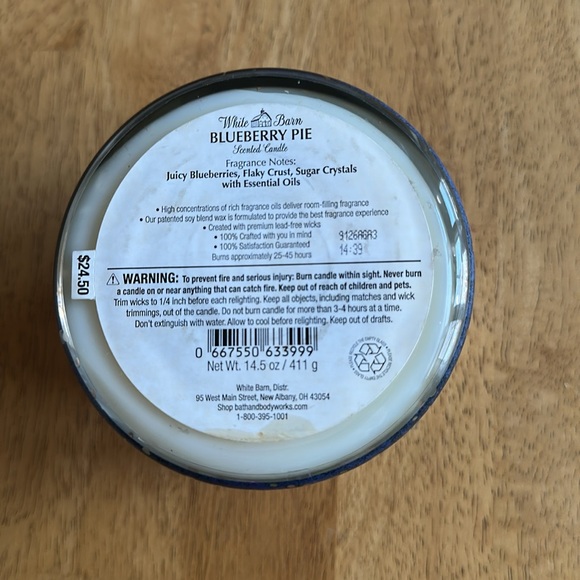 White Barn
BLUEBERRY PIE
Scented Candle
Fragrance Notes:
Juicy Blueberries, Flaky Crust, Sugar Crystals
with Essential Oils
• High concentrations of rich fragrance oils deliver room-filling fragrance
• Our patented soy blend wax is formulated to provide the best fragrance experience
• Created with premium lead-free wicks
• 100% Crafted with you in mind
• 100% Satisfaction Guaranteed
Burns approximately 25-45 hours
9126AGA3
14:39
$24.50
WARNING: To prevent fire and serious injury: Burn candle within sight. Never burn
a candle on or near anything that can catch fire. Keep out of reach of children and pets.
Trim wicks to 1/4 inch before each relighting. Keep all objects, including matches and wick
trimmings, out of the candle. Do not burn candle for more than 3-4 hours at a time.
Don't extinguish with water. Allow to cool before relighting. Keep out of drafts.
0 667550 633999
Net Wt. 14.5 oz / 411 g
White Barn, Distr.
95 West Main Street, New Albany, OH 43054
Shop bathandbodyworks.com
1-800-395-1001